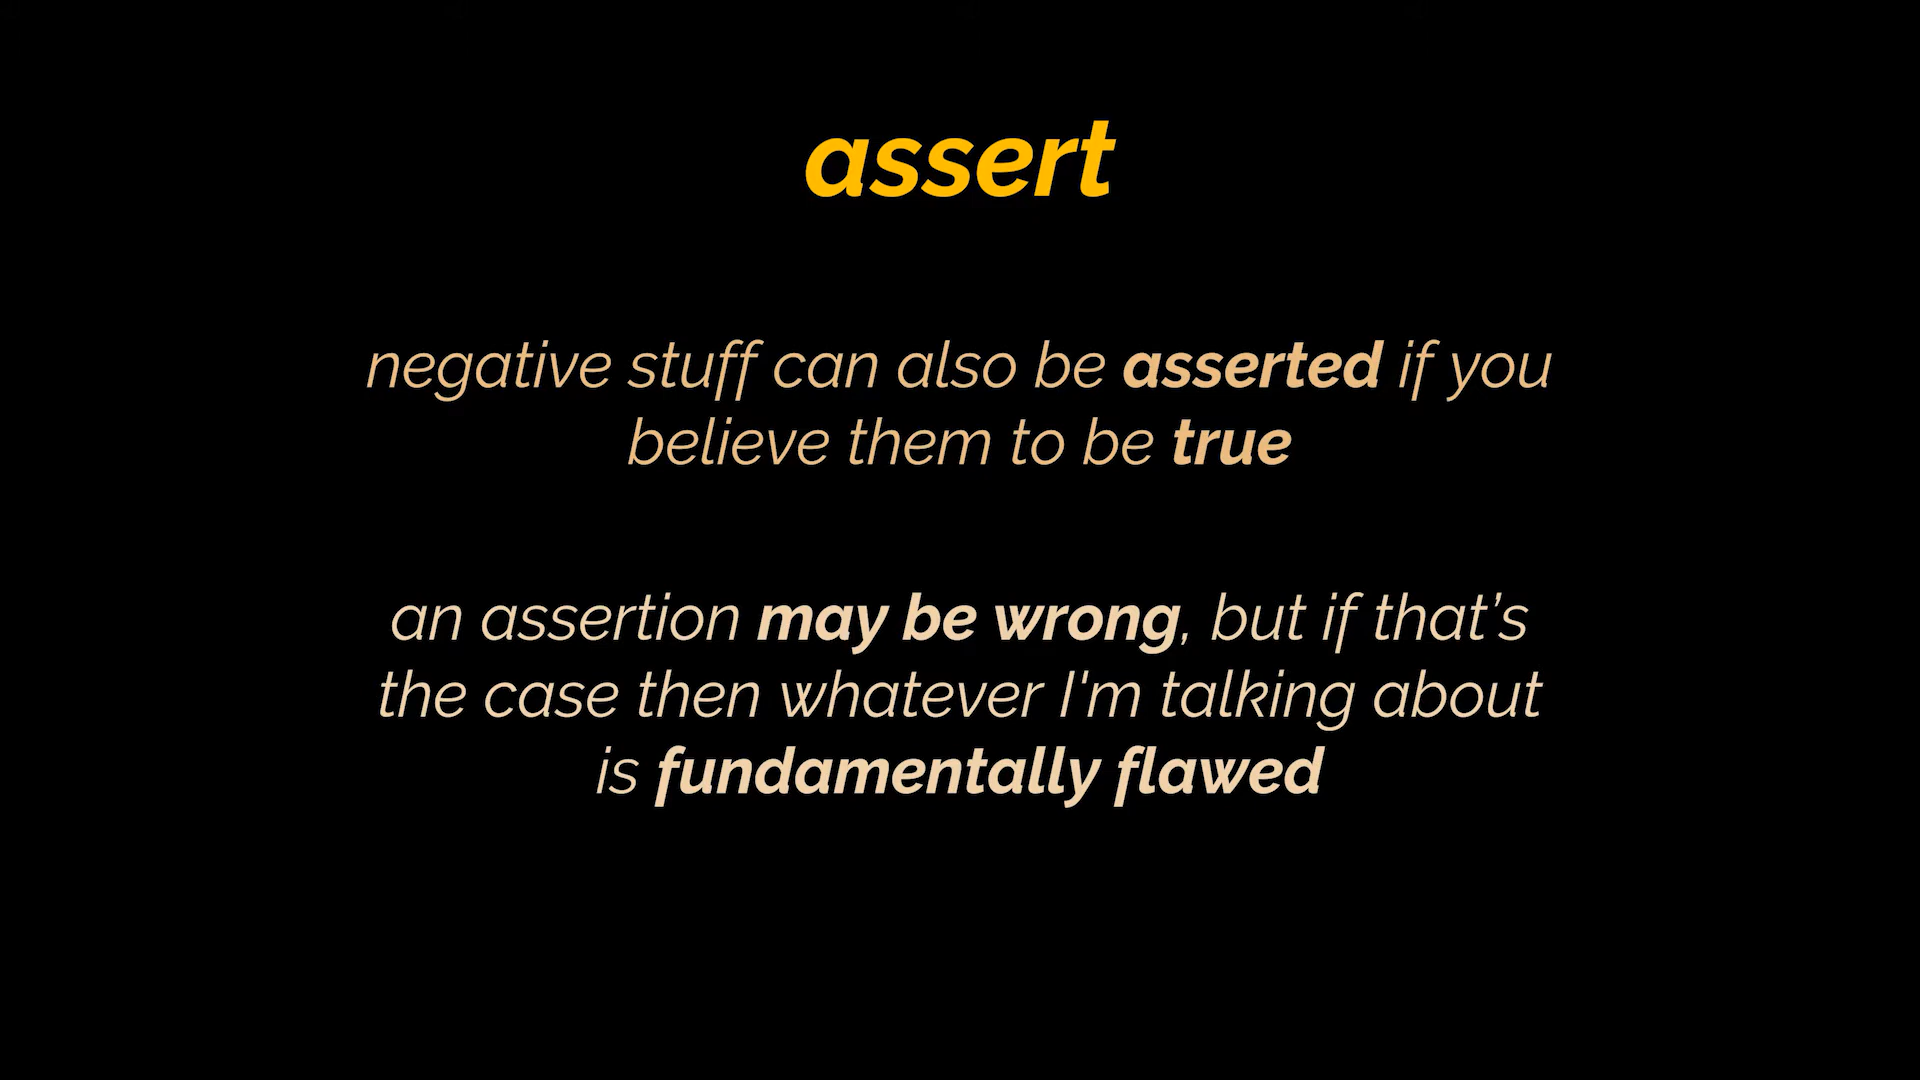 assert
negative stuff can also be asserted if you
believe them to be true
an assertion may be wrong, but if that’s
the case then whatever I'm talking about
is fundamentally flawed